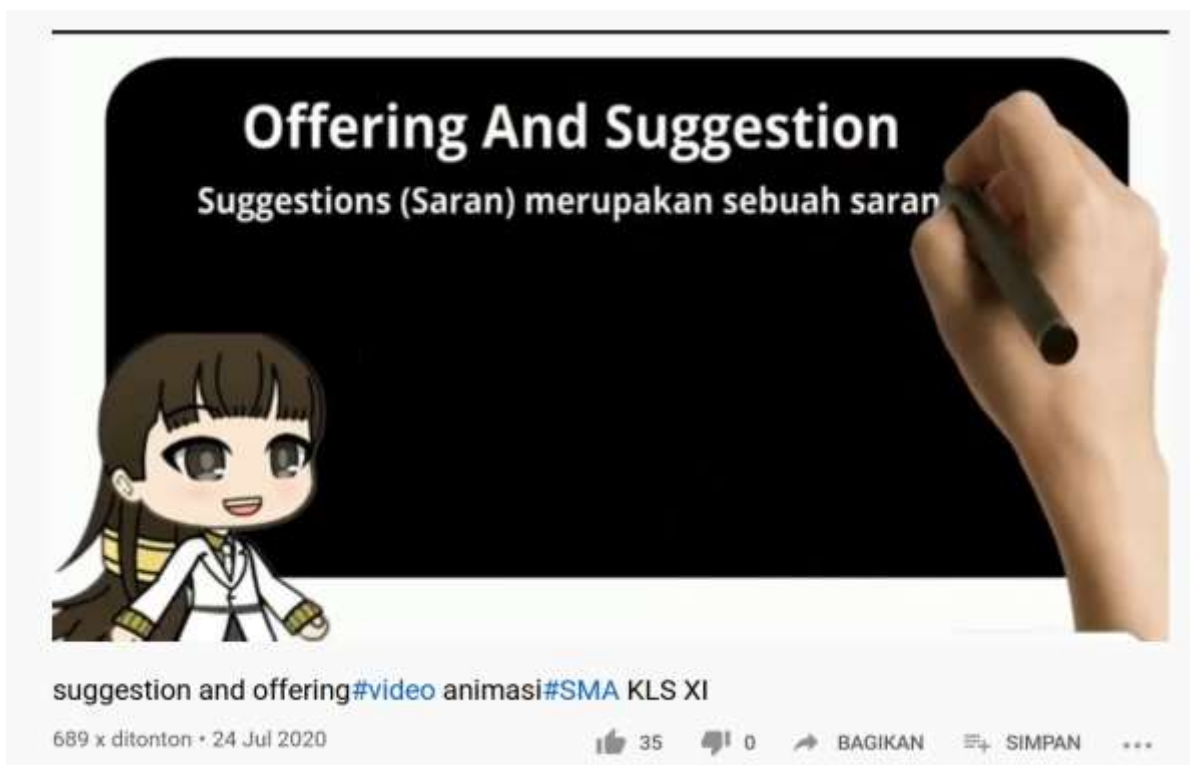 Offering And Suggestion
Suggestions (Saran) merupakan sebuah saran
suggestion and offering#video animasi#SMA KLS XI
689 x ditonton • 24 Jul 2020 35 0 BAGIKAN SIMPAN